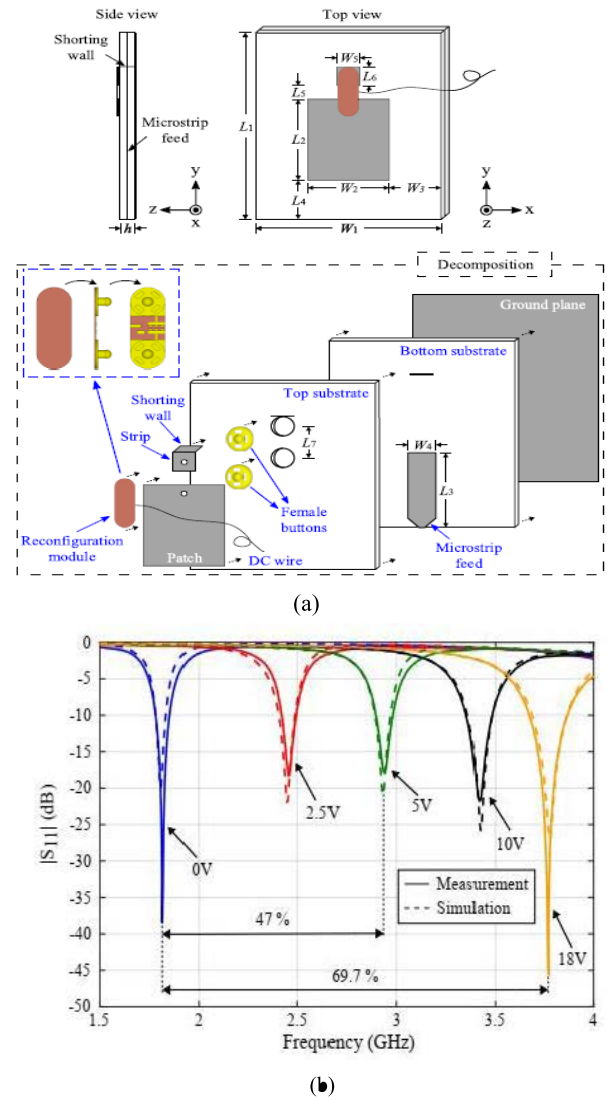 Side view
Top view
Shorting
wall
Microstrip
feed
W5
L6
L5
L1
L2
W2
W3
L4
W1
h
y
z
x
y
x
z
Decomposition
Ground plane
Bottom substrate
Top substrate
Shorting
wall
Strip
L7
W4
L3
Female
buttons
Reconfiguration
module
Patch
DC wire
Microstrip
feed
(a)
0
-5
-10
-15
-20
-25
-30
-35
-40
-45
-50
|S11| (dB)
2.5V
5V
10V
0V
18V
Measurement
Simulation
47 %
69.7 %
1.5
2
2.5
3
3.5
4
Frequency (GHz)
(b)